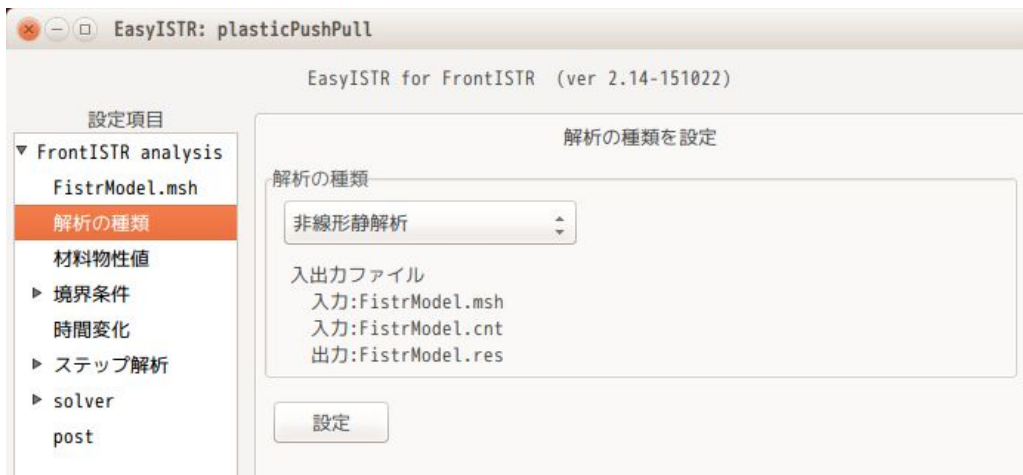 EasyISTR: plasticPushPull
EasyISTR for FrontISTR (ver 2.14-151022)
設定項目
FrontISTR analysis
FistrModel.msh
解析の種類
材料物性値
境界条件
時間変化
ステップ解析
solver
post
解析の種類を設定
解析の種類
非線形静解析
入出力ファイル
入力:FistrModel.msh
入力:FistrModel.cnt
出力:FistrModel.res
設定